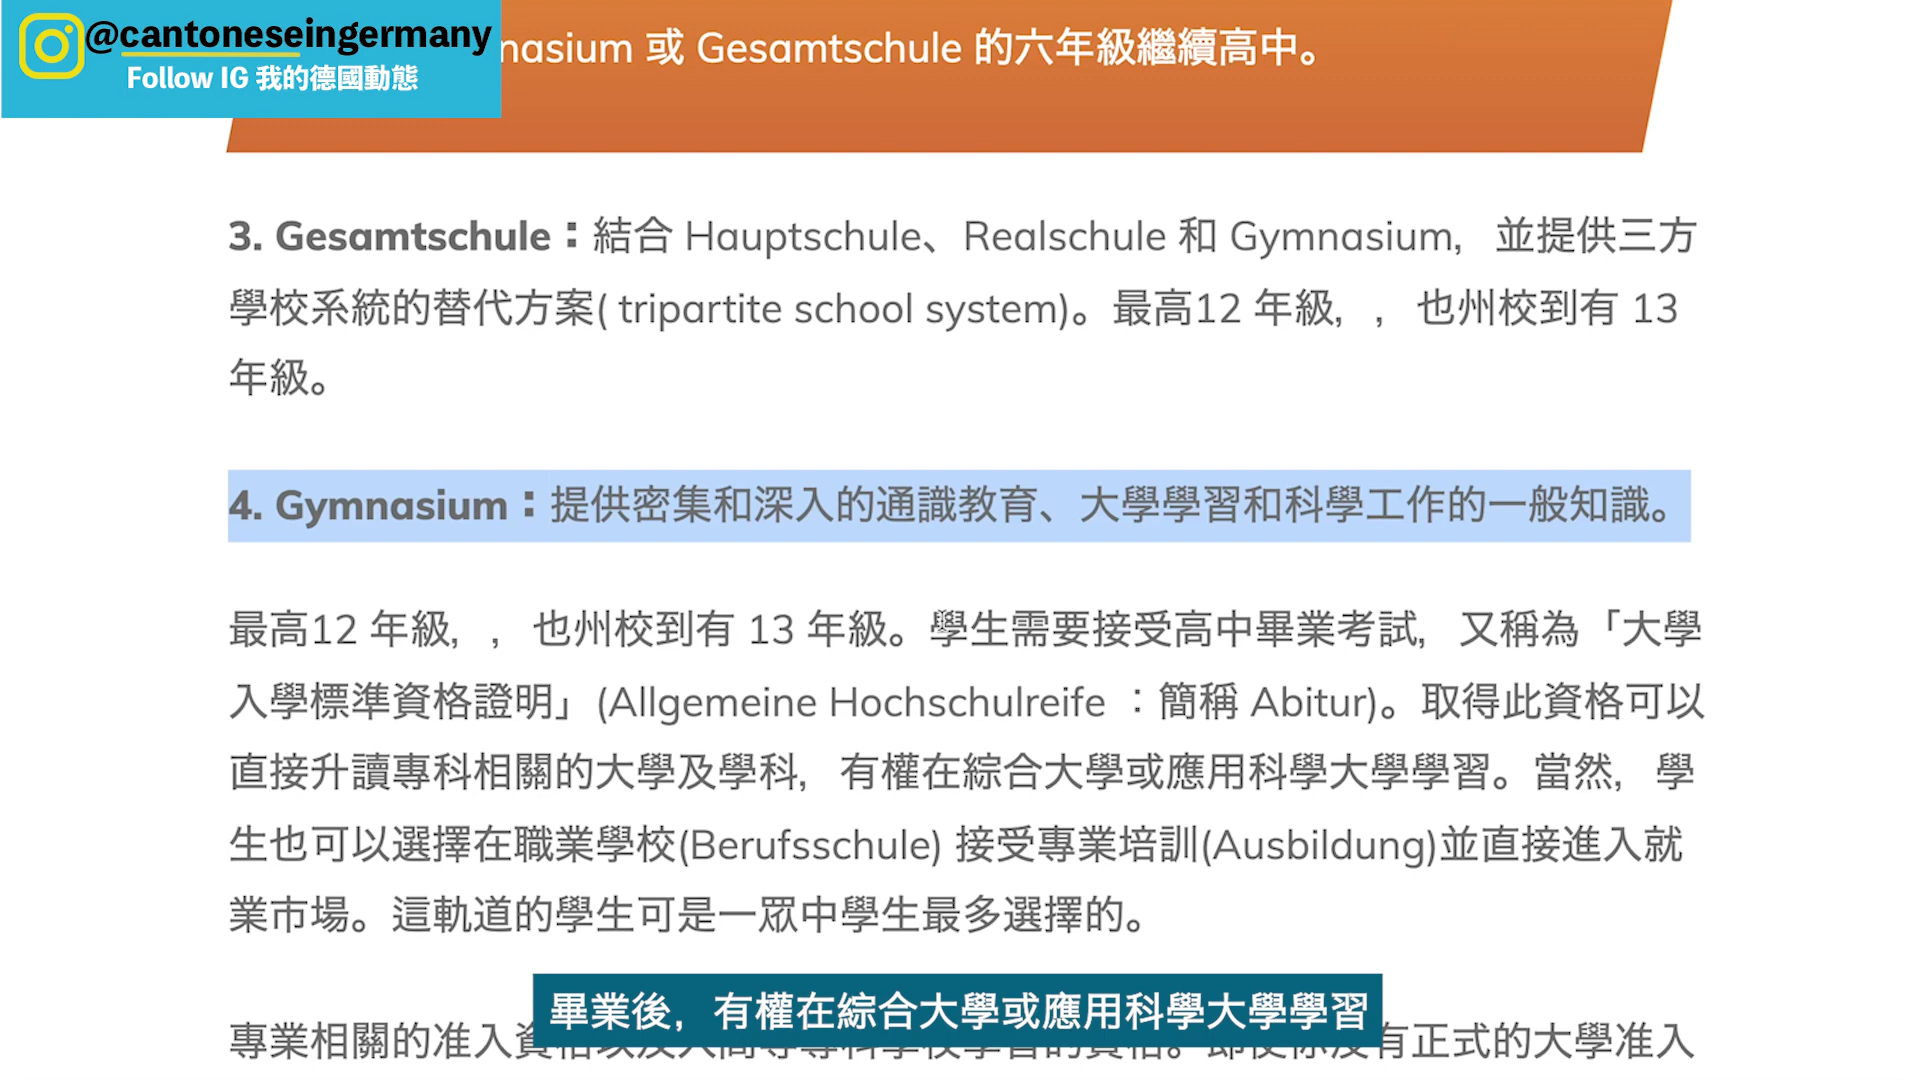 @cantoneseingermany
Follow IG 我的德國動態
nasium 或 Gesamtschule 的六年級繼續高中。
3. Gesamtschule：結合 Hauptschule、Realschule 和 Gymnasium，並提供三方
學校系統的替代方案( tripartite school system)。最高12 年級，，也州校到有 13
年級。
4. Gymnasium：提供密集和深入的通識教育、大學學習和科學工作的一般知識。
最高12 年級，，也州校到有 13 年級。學生需要接受高中畢業考試，又稱為「大學
入學標準資格證明」(Allgemeine Hochschulreife ：簡稱 Abitur)。取得此資格可以
直接升讀專科相關的大學及學科，有權在綜合大學或應用科學大學學習。當然，學
生也可以選擇在職業學校(Berufsschule) 接受專業培訓(Ausbildung)並直接進入就
業市場。這軌道的學生可是一眾中學生最多選擇的。
畢業後，有權在綜合大學或應用科學大學學習
專業相關的准入資 有正式的大學准入